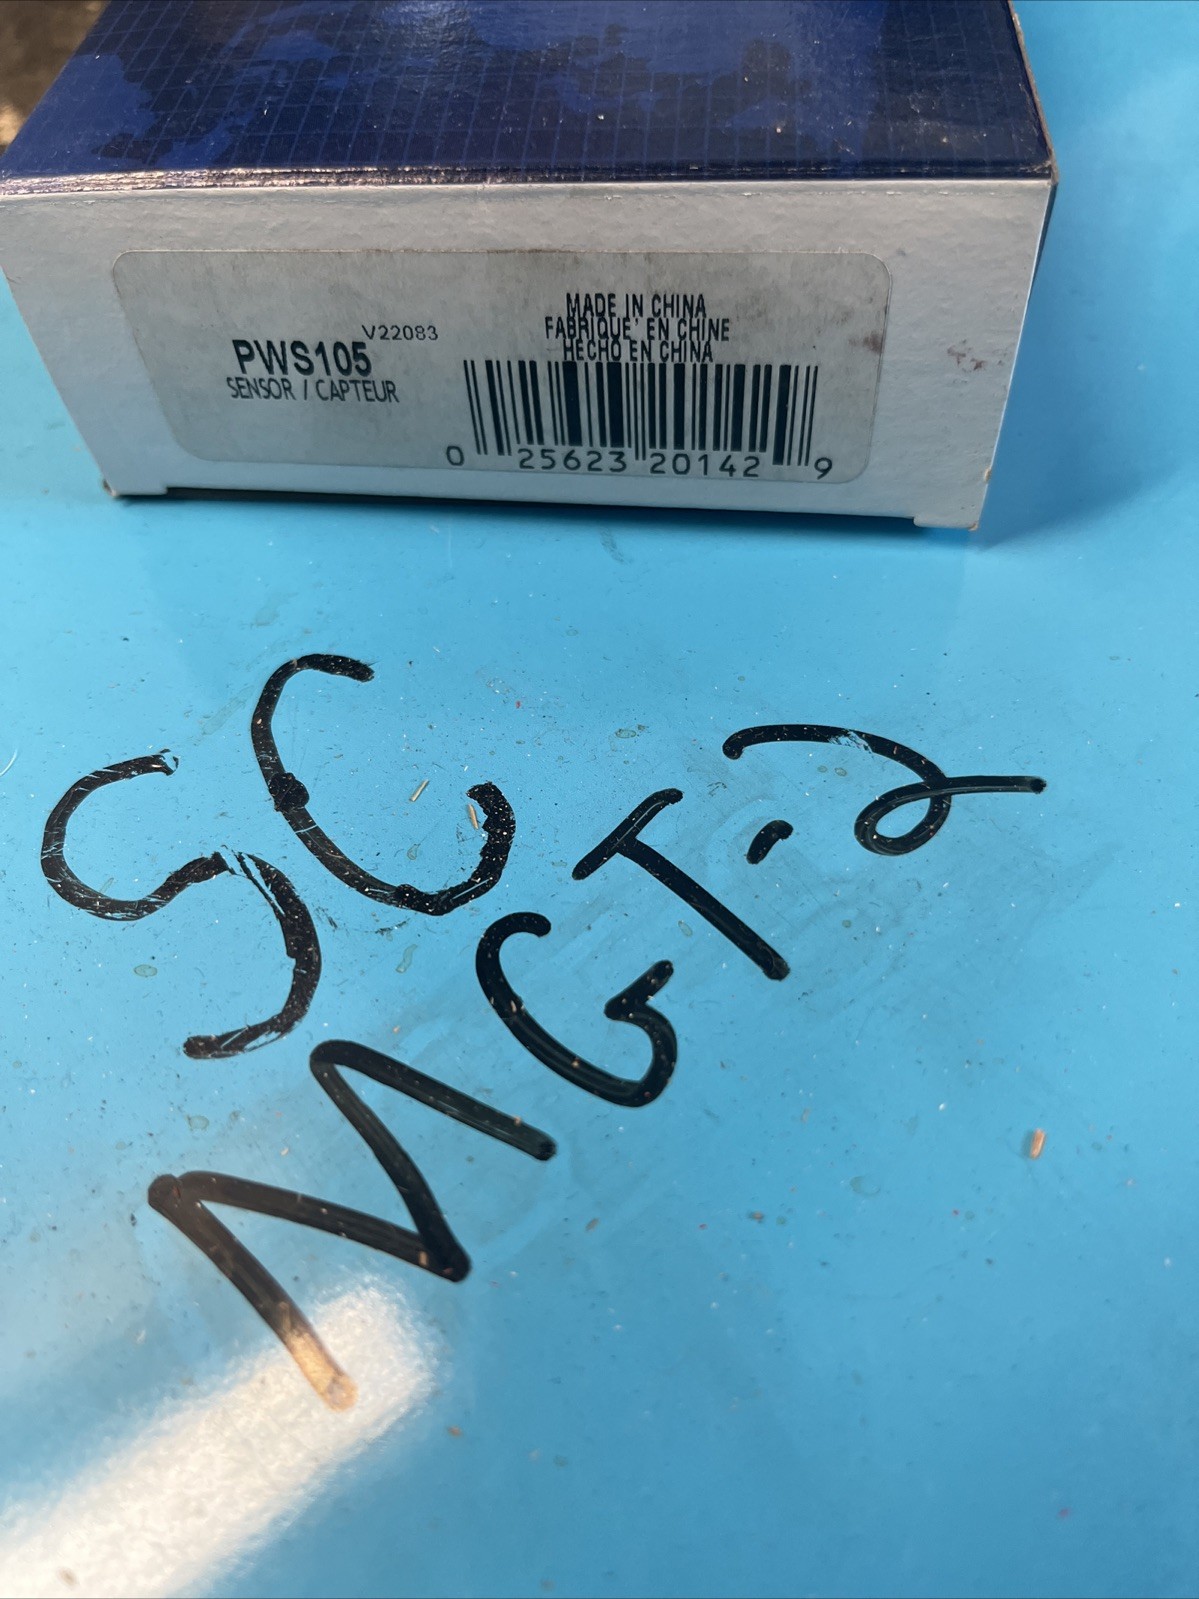 V22083
PWS105
SENSOR / CAPTEUR
MADE IN CHINA
FABRIQUE' EN CHINE
HECHO EN CHINA
0 25623 20142 9
SC
MGT-2